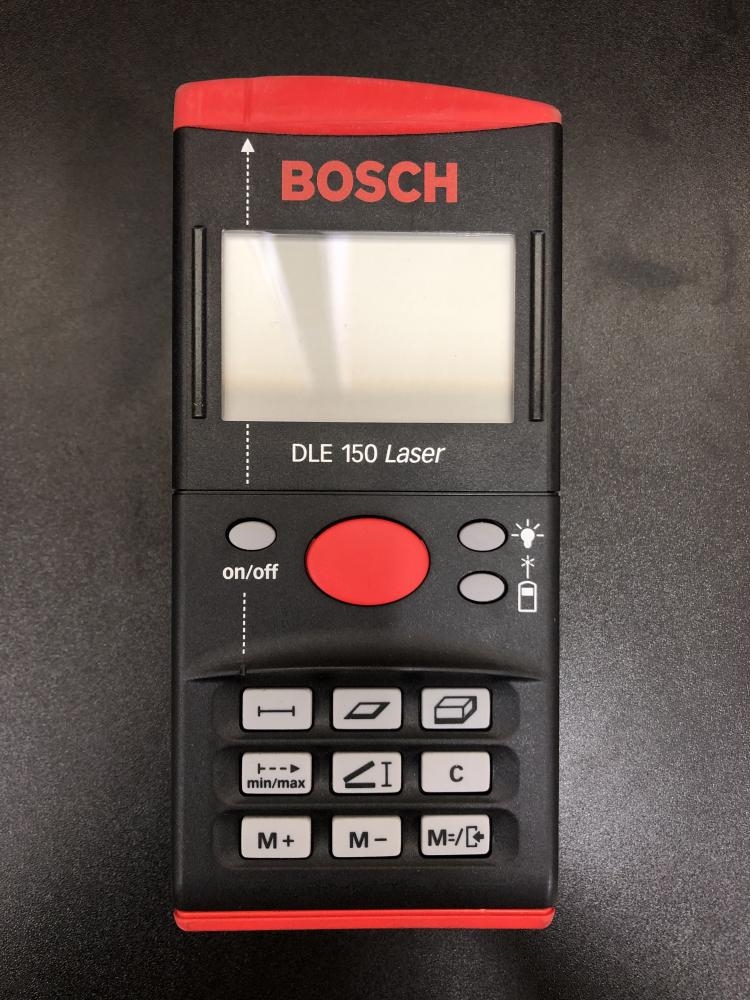 BOSCH
DLE 150 Laser
on/off
min/max
C
M+
M-
M=/